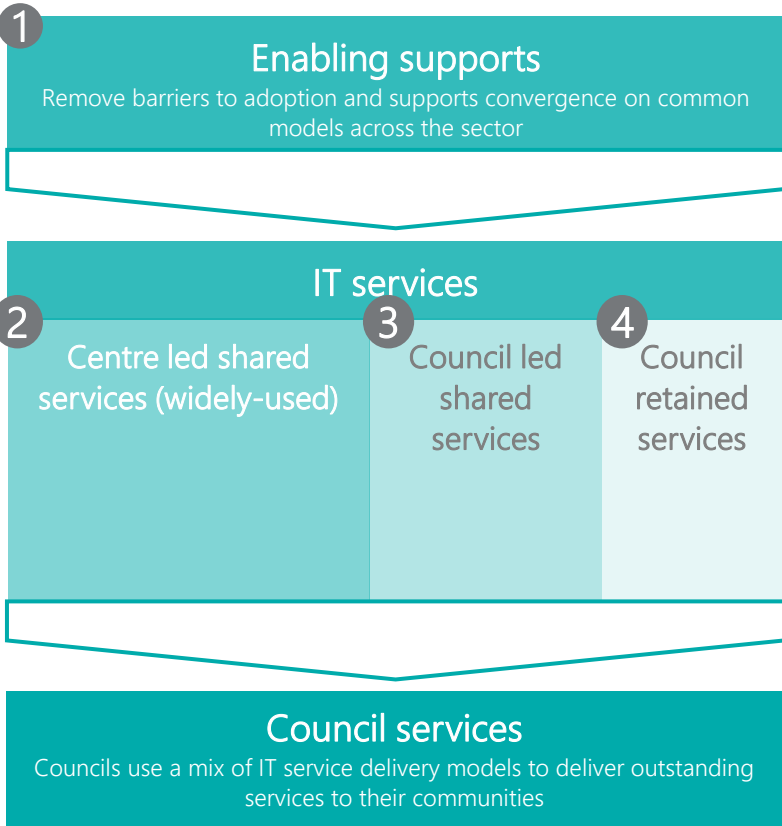 1
Enabling supports
Remove barriers to adoption and supports convergence on common
models across the sector
IT services
2
Centre led shared
services (widely-used)
3
Council led
shared
services
4
Council
retained
services
Council services
Councils use a mix of IT service delivery models to deliver outstanding
services to their communities